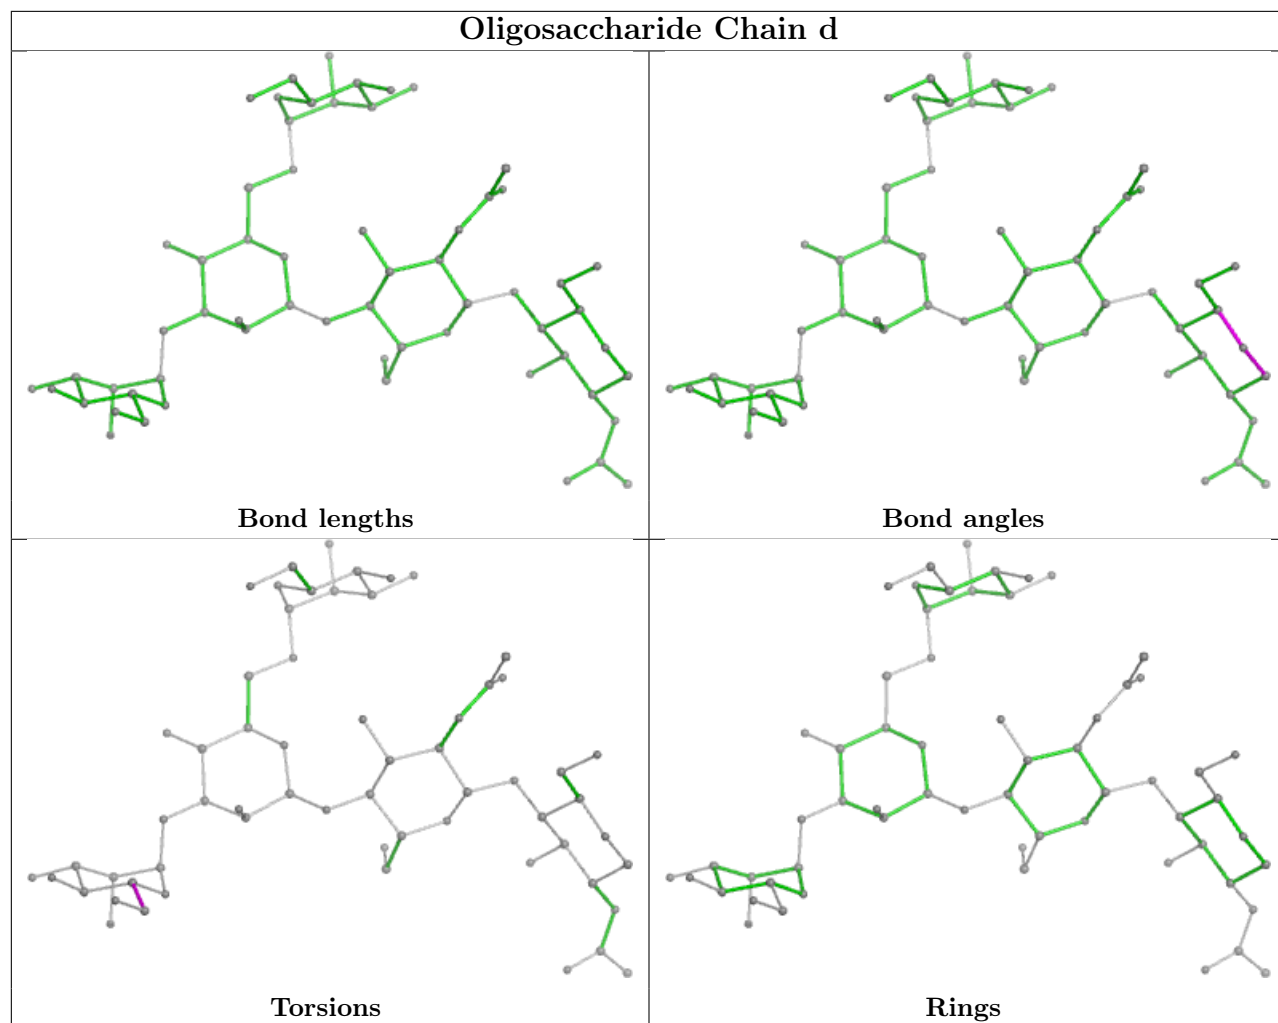 Oligosaccharide Chain d
Bond lengths
Bond angles
Torsions
Rings